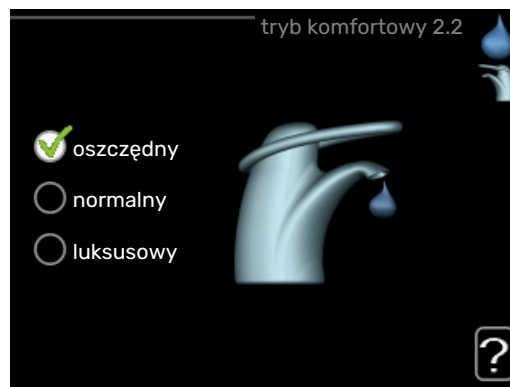 tryb komfortowy 2.2
oszczędny
normalny
luksusowy
?